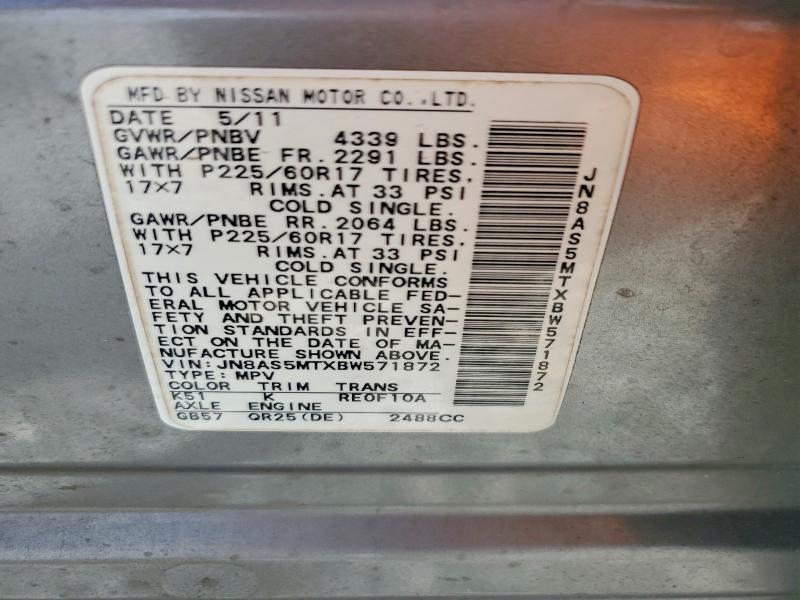 MFD BY NISSAN MOTOR CO.,LTD.
DATE 5/11
GVWR/PNBV 4339 LBS.
GAWR/PNBE FR.2291 LBS.
WITH P225/60R17 TIRES.
17×7 RIMS.AT 33 PSI
COLD SINGLE.
GAWR/PNBE RR.2064 LBS.
WITH P225/60R17 TIRES.
17×7 RIMS.AT 33 PSI
COLD SINGLE.
THIS VEHICLE CONFORMS
TO ALL APPLICABLE FED-
ERAL MOTOR VEHICLE SA-
FETY AND THEFT PREVEN-
TION STANDARDS IN EFF-
ECT ON THE DATE OF MA-
NUFACTURE SHOWN ABOVE.
VIN:JN8AS5MTXBW571872
TYPE:MPV
COLOR TRIM TRANS
K51 K RE0F10A
AXLE ENGINE
GB57 QR25(DE) 2488CC
JN8AS5MTXBW571872